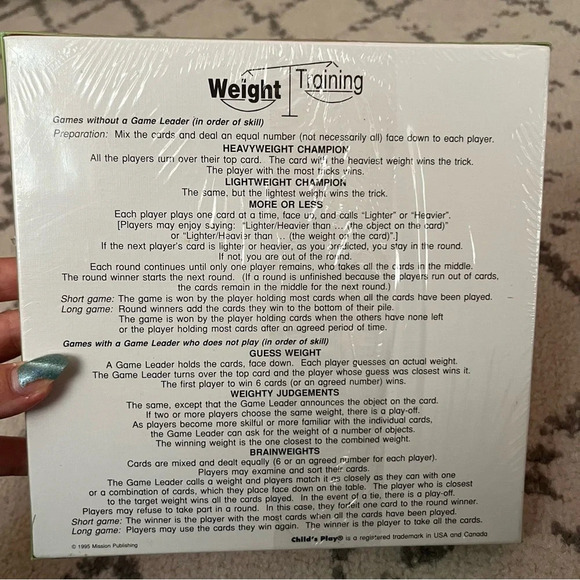 Weight Training
Games without a Game Leader (in order of skill)
Preparation: Mix the cards and deal an equal number (not necessarily all) face down to each player.
HEAVYWEIGHT CHAMPION
All the players turn over their top card. The card with the heaviest weight wins the trick.
The player with the most tricks wins.
LIGHTWEIGHT CHAMPION
The same, but the lightest weight wins the trick.
MORE OR LESS
Each player plays one card at a time, face up, and calls "Lighter" or "Heavier".
[Players may enjoy saying: "Lighter/Heavier than ... (the object on the card)"
or "Lighter/Heavier than ... (the weight on the card)".]
If the next player's card is lighter or heavier, as you predicted, you stay in the round.
If not, you are out of the round.
Each round continues until only one player remains, who takes all the cards in the middle.
The round winner starts the next round. (If a round is unfinished because the players run out of cards,
the cards remain in the middle for the next round.)
Short game: The game is won by the player holding most cards when all the cards have been played.
Long game: Round winners add the cards they win to the bottom of their pile.
The game is won by the player holding cards when the others have none left
or the player holding most cards after an agreed period of time.
Games with a Game Leader who does not play (in order of skill)
GUESS WEIGHT
A Game Leader holds the cards, face down. Each player guesses an actual weight.
The Game Leader turns over the top card and the player whose guess was closest wins it.
The first player to win 6 cards (or an agreed number) wins.
WEIGHTY JUDGEMENTS
The same, except that the Game Leader announces the object on the card.
If two or more players choose the same weight, there is a play-off.
As players become more skilful or more familiar with the individual cards,
the Game Leader can ask for the weight of a number of objects.
The winning weight is the one closest to the combined weight.
BRAINWEIGHTS
Cards are mixed and dealt equally (6 or an agreed number for each player).
Players may examine and sort their cards.
The Game Leader calls a weight and players match it as closely as they can with one
or a combination of cards, which they place face down on the table. The player who is closest
to the target weight wins all the cards played. In the event of a tie, there is a play-off.
Players may refuse to take part in a round. In this case, they forfeit one card to the round winner.
Short game: The winner is the player with the most cards when all the cards have been played.
Long game: Players may use the cards they win again. The winner is the player to take all the cards.
© 1995 Mission Publishing
Child's Play® is a registered trademark in USA and Canada